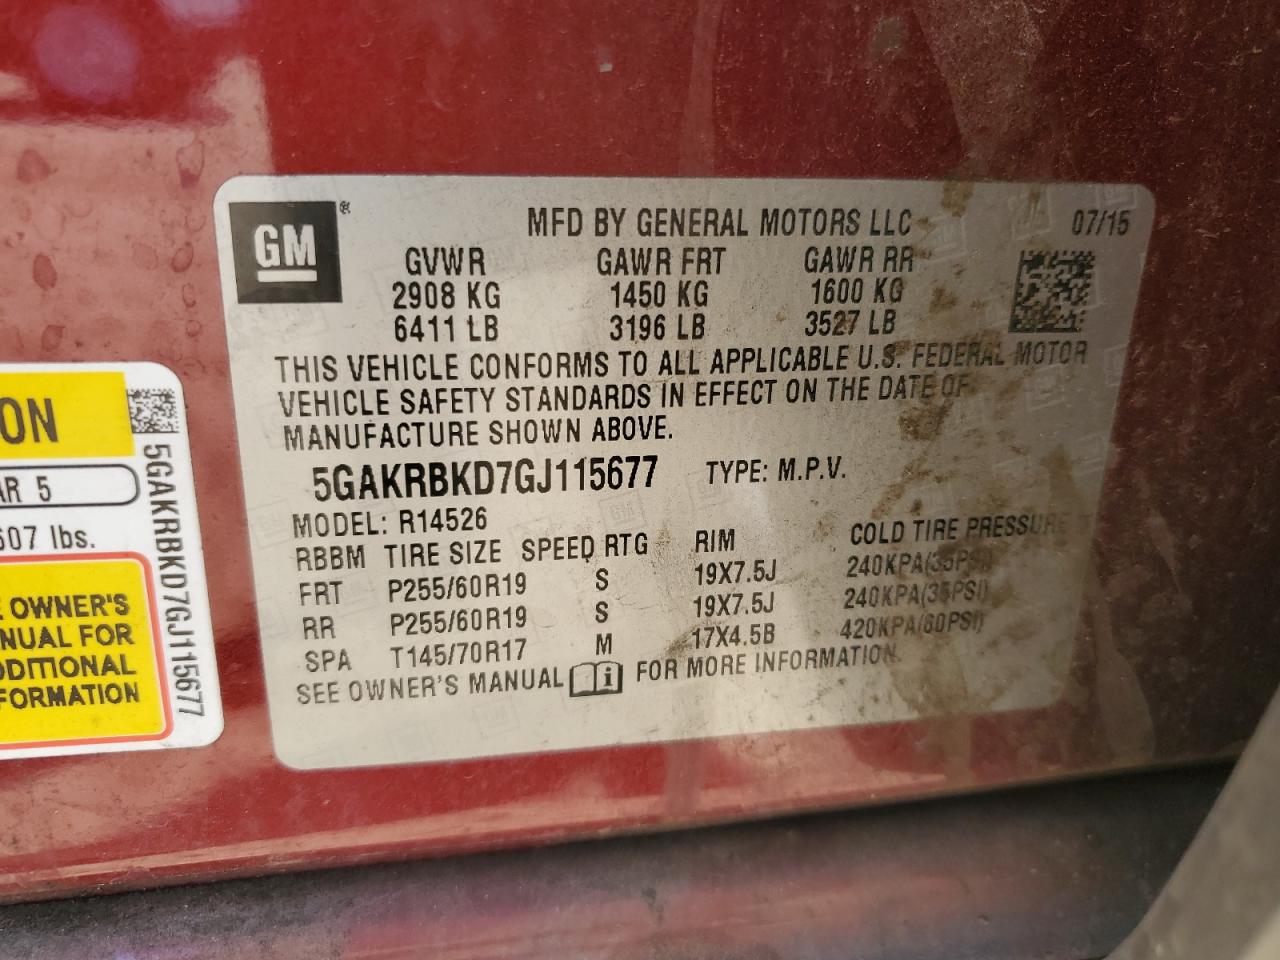 GM ®
MFD BY GENERAL MOTORS LLC 07/15
GVWR GAWR FRT GAWR RR
2908 KG 1450 KG 1600 KG
6411 LB 3196 LB 3527 LB
THIS VEHICLE CONFORMS TO ALL APPLICABLE U.S. FEDERAL MOTOR
VEHICLE SAFETY STANDARDS IN EFFECT ON THE DATE OF
MANUFACTURE SHOWN ABOVE.
5GAKRBKD7GJ115677 TYPE: M.P.V.
MODEL: R14526
RBBM TIRE SIZE SPEED RTG RIM COLD TIRE PRESSURE
FRT P255/60R19 S 19X7.5J 240KPA(35PSI)
RR P255/60R19 S 19X7.5J 240KPA(35PSI)
SPA T145/70R17 M 17X4.5B 420KPA(60PSI)
SEE OWNER'S MANUAL i FOR MORE INFORMATION.
ON
AR 5
607 lbs.
E OWNER'S
NUAL FOR
DDITIONAL
FORMATION
5GAKRBKD7GJ115677